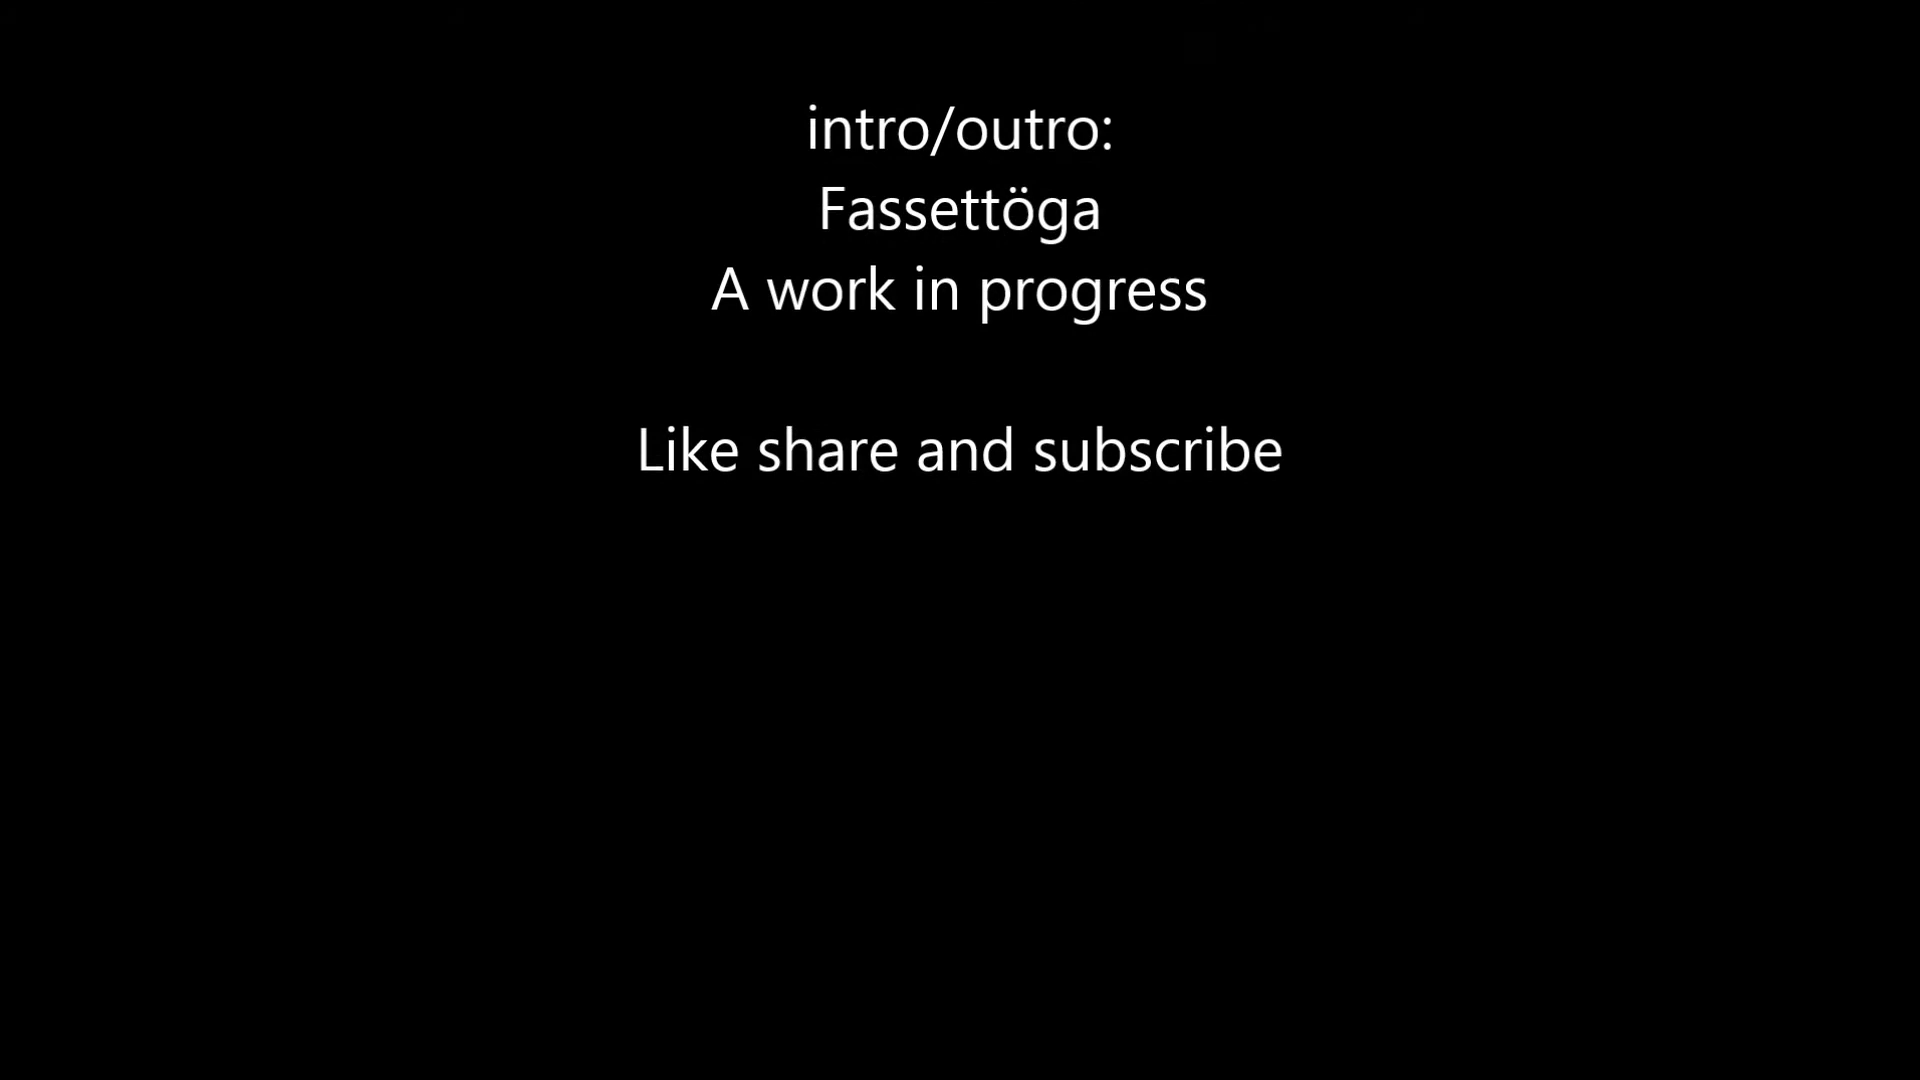 intro/outro:
Fassettöga
A work in progress
Like share and subscribe